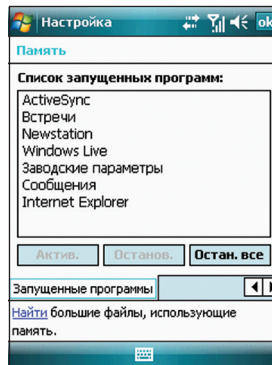 Настройка ok
Память
Список запущенных программ:
ActiveSync
Встречи
Newstation
Windows Live
Заводские параметры
Сообщения
Internet Explorer
Актив. Останов. Остан. все
Запущенные программы
Найти большие файлы, использующие
память.